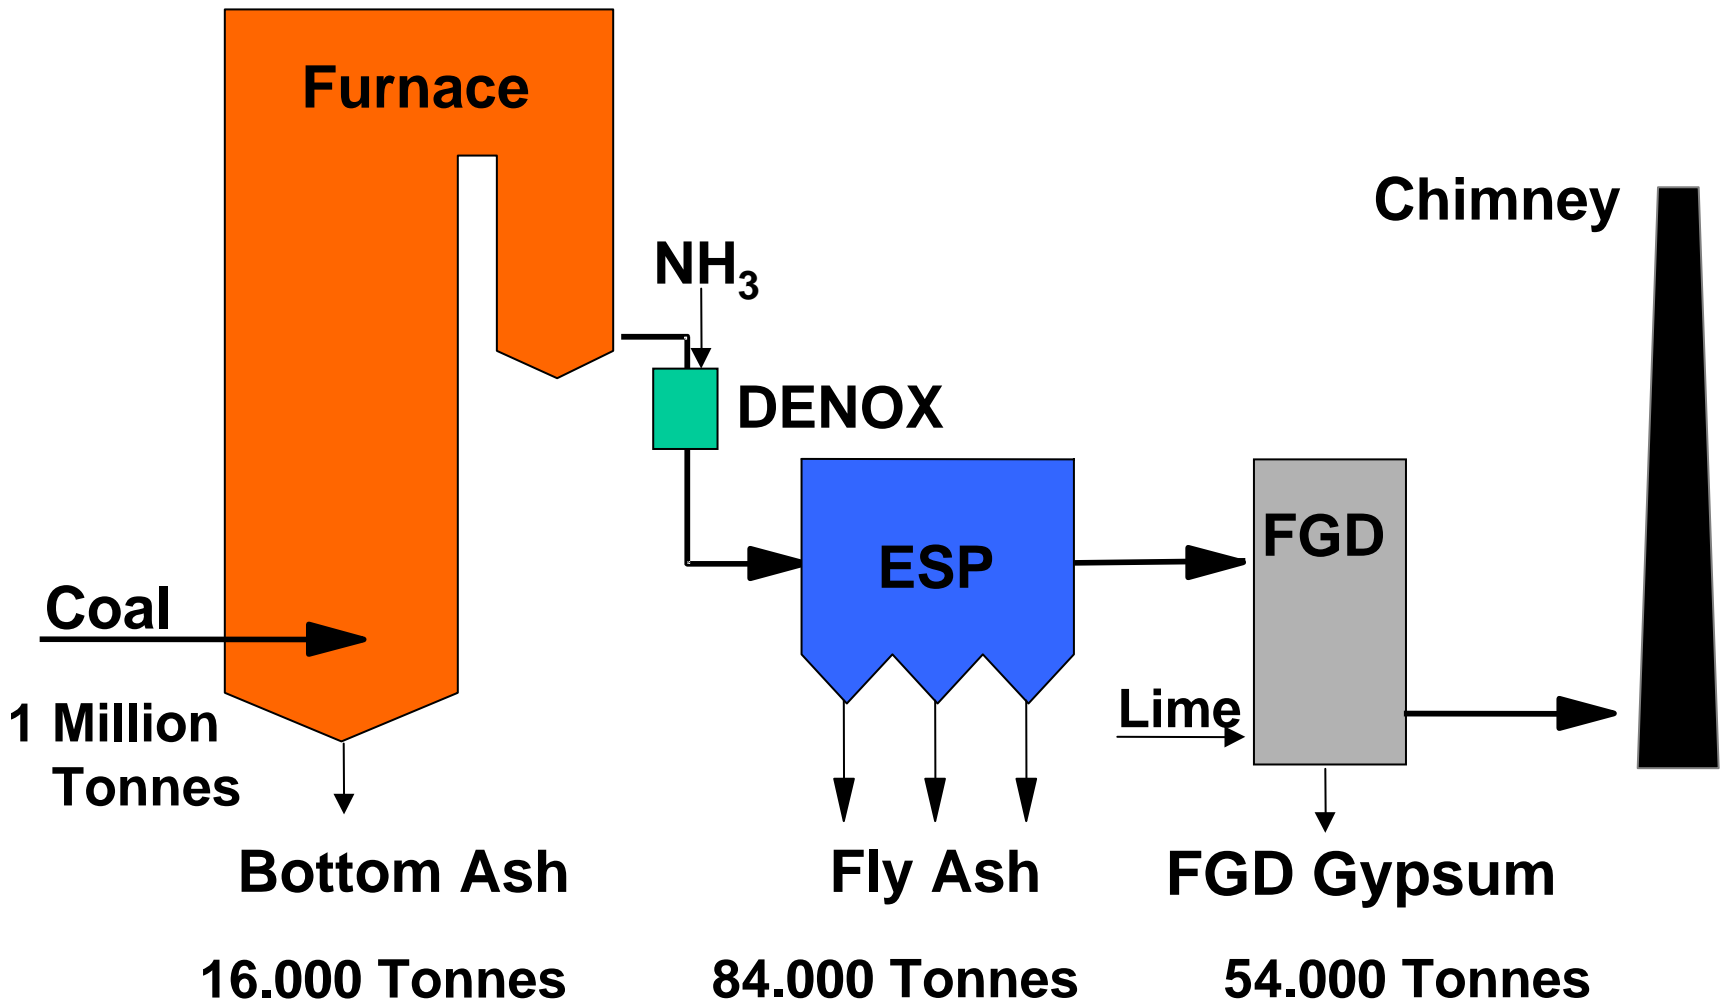 Furnace
Chimney
NH₃
DENOX
ESP
FGD
Coal
1 Million
Tonnes
Lime
Bottom Ash
Fly Ash
FGD Gypsum
16.000 Tonnes
84.000 Tonnes
54.000 Tonnes